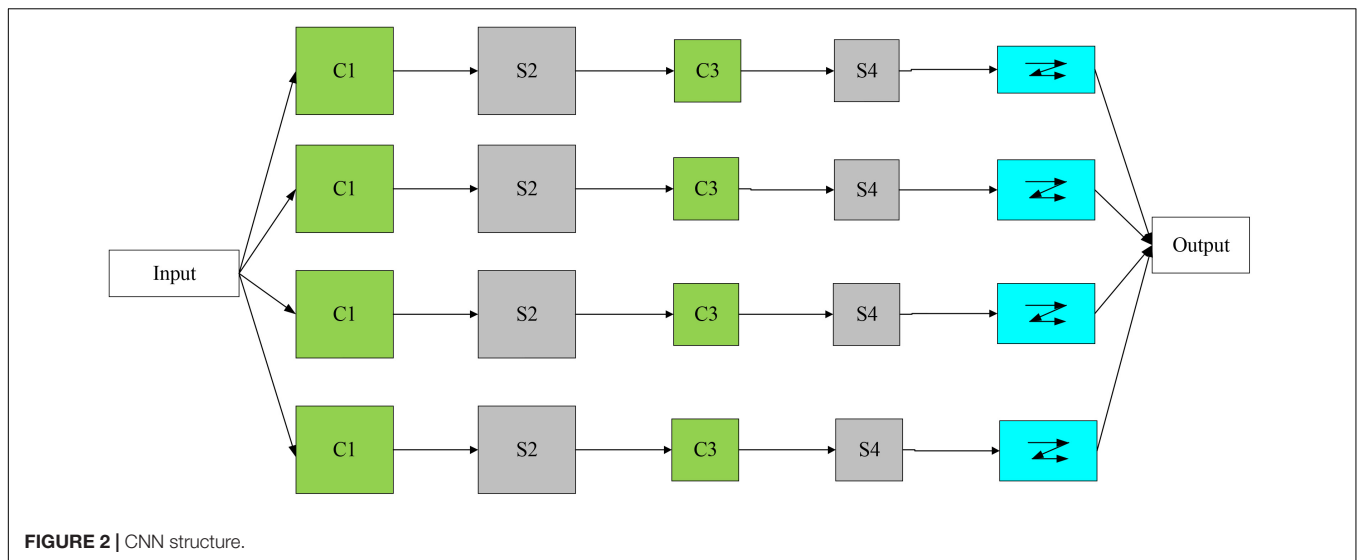 C1 S2 C3 S4
C1 S2 C3 S4
Input Output
C1 S2 C3 S4
C1 S2 C3 S4
FIGURE 2 | CNN structure.